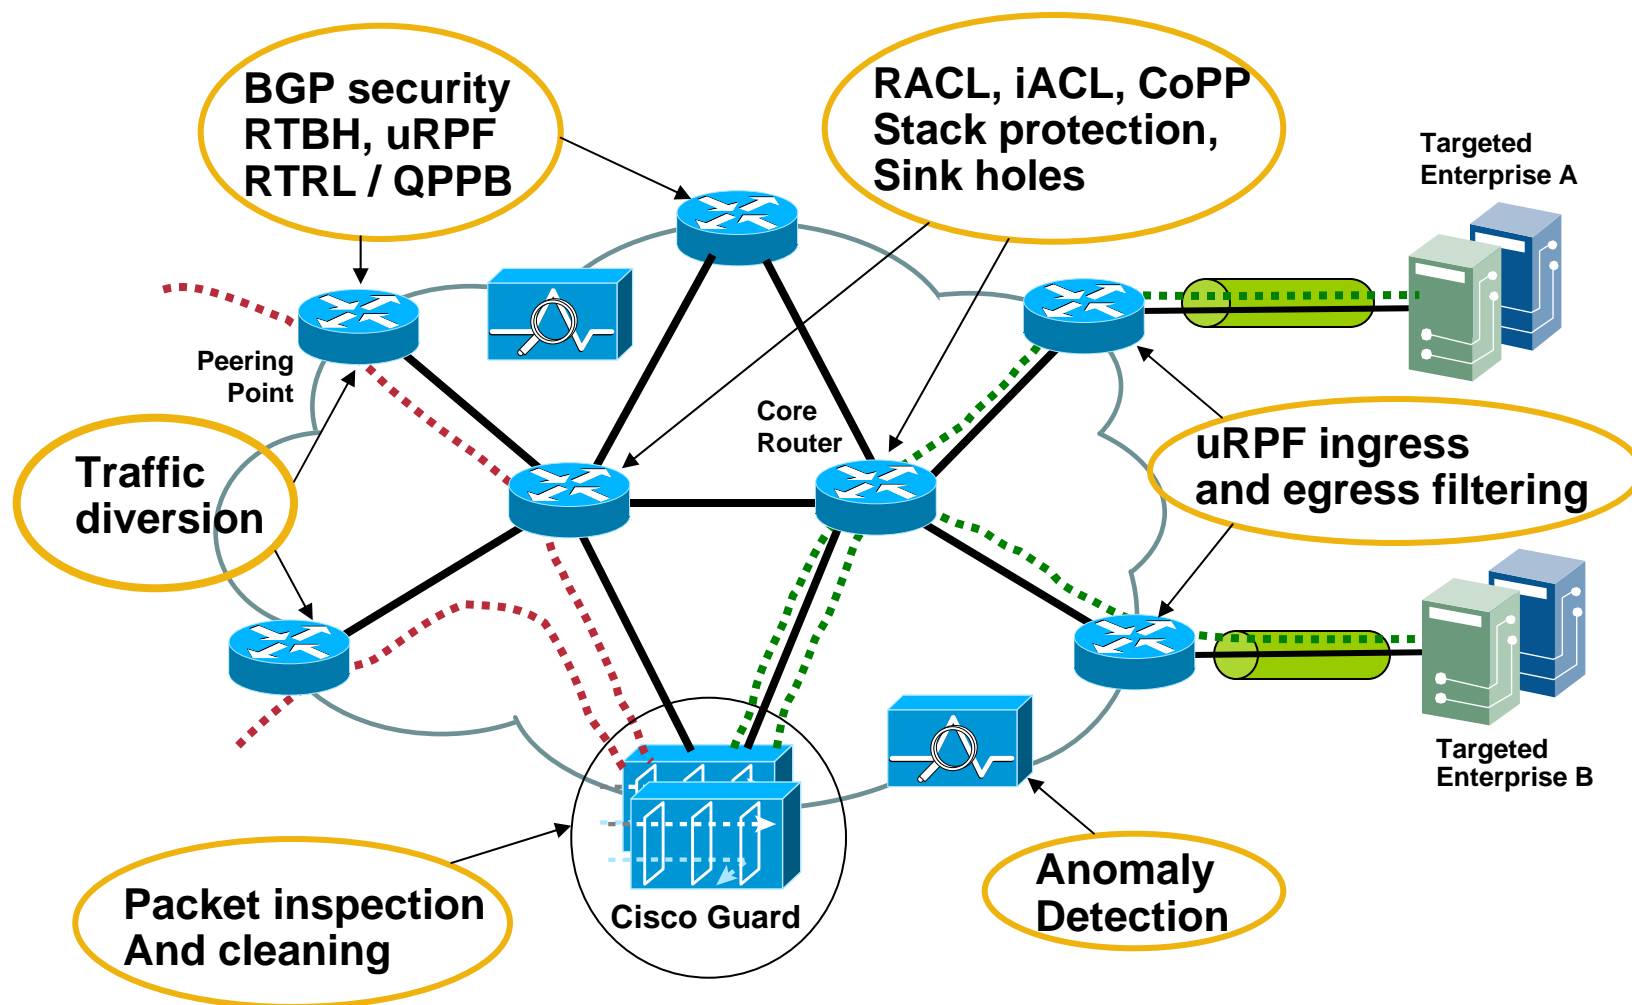 BGP security
RTBH, uRPF
RTRL / QPPB
RACL, iACL, CoPP
Stack protection,
Sink holes
Targeted
Enterprise A
Peering
Point
Core
Router
Traffic
diversion
uRPF ingress
and egress filtering
Targeted
Enterprise B
Packet inspection
And cleaning
Cisco Guard
Anomaly
Detection